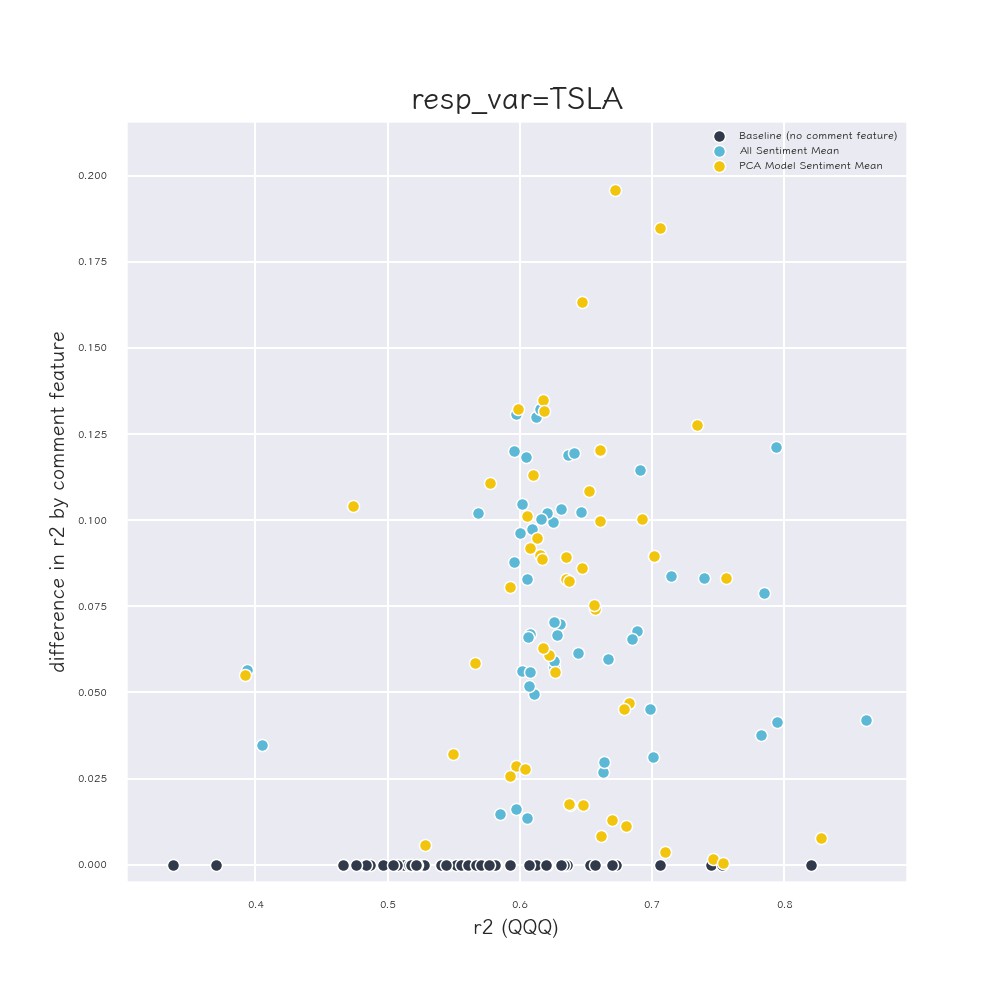 resp_var=TSLA
Baseline (no comment feature)
All Sentiment Mean
PCA Model Sentiment Mean
0.200
0.175
0.150
0.125
0.100
0.075
0.050
0.025
0.000
difference in r2 by comment feature
0.4 0.5 0.6 0.7 0.8
r2 (QQQ)